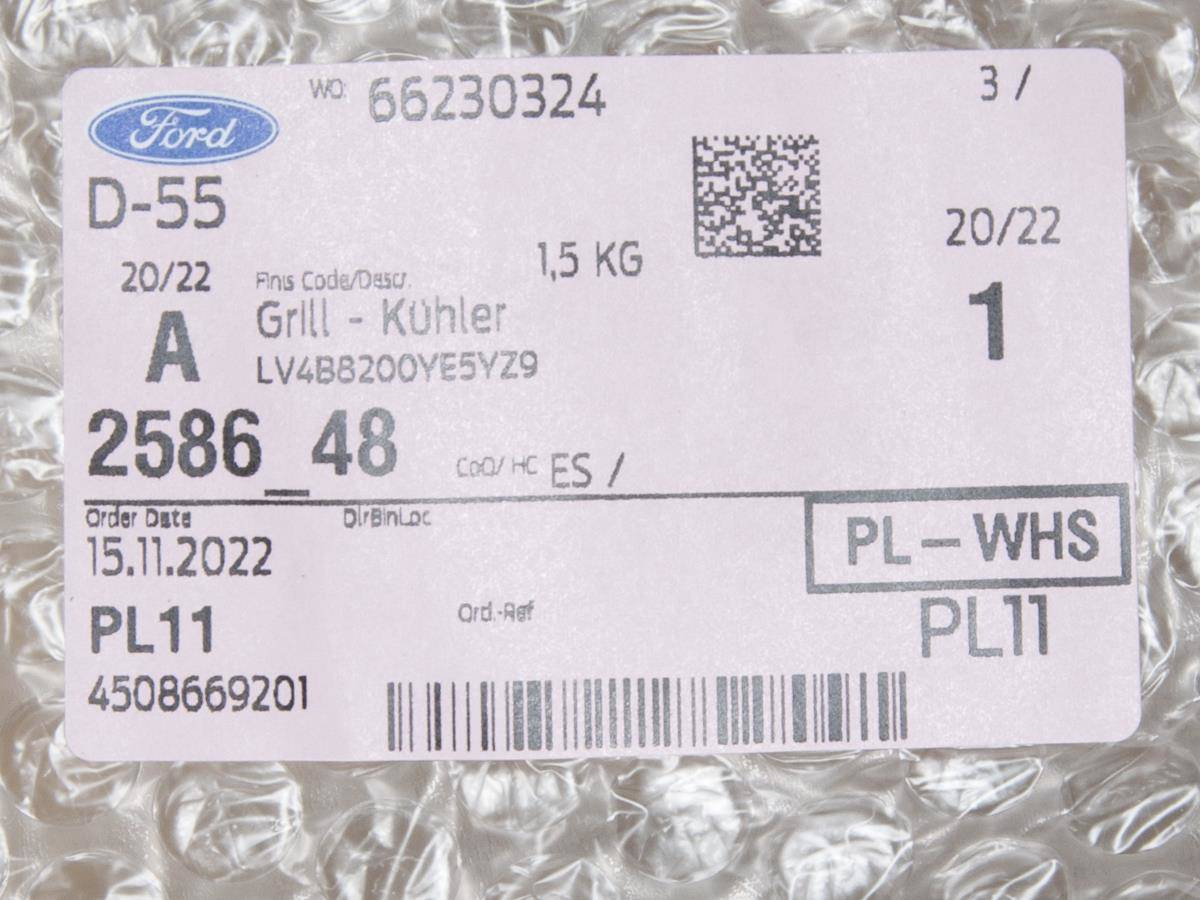 WO: 66230324 3 /
Ford
D-55
20/22
1,5 KG
20/22 Finis Code/Descr.
Grill - Kühler
A 1
LV4B8200YE5YZ9
2586_48 CoO/ HC ES /
Order Date DlrBinLoc
15.11.2022 PL-WHS
PL11 Ord.-Ref PL11
4508669201